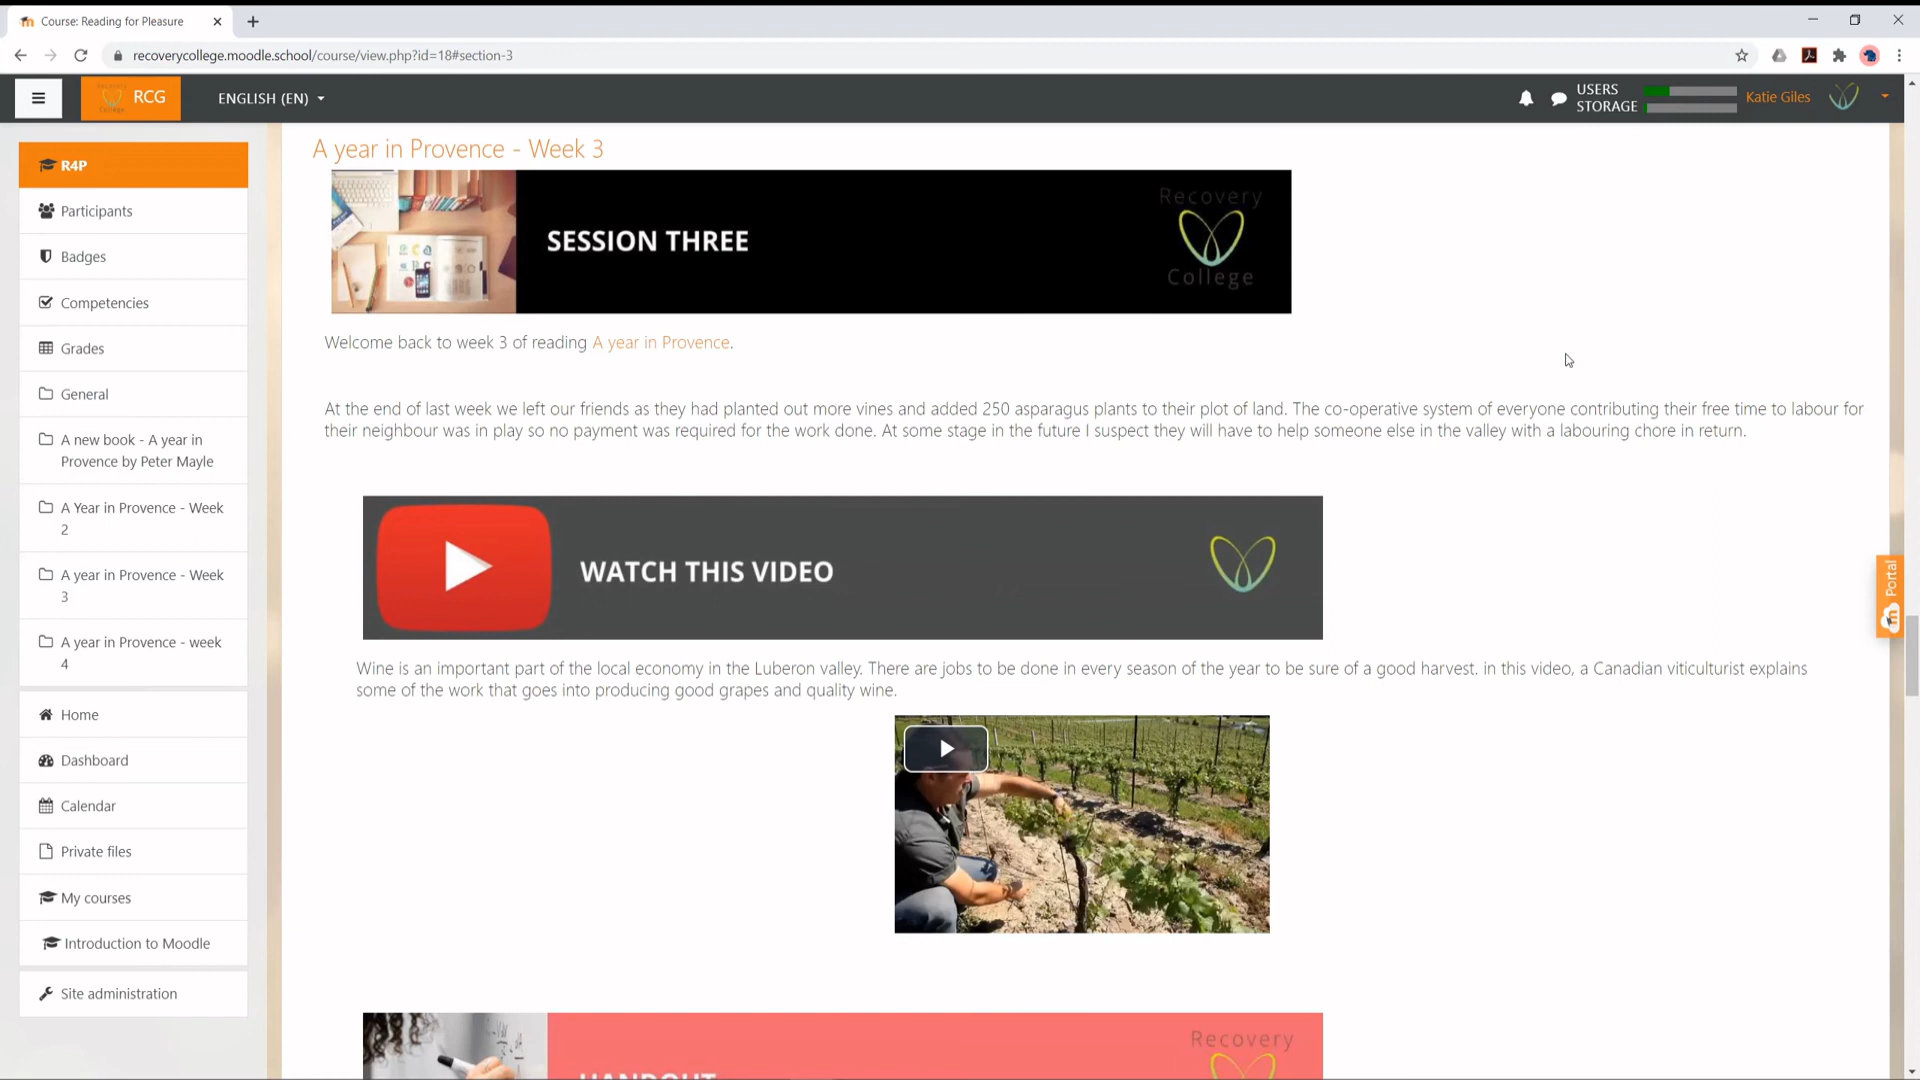 Course: Reading for Pleasure
recoverycollege.moodle.school/course/view.php?id=18#section-3
RCG
ENGLISH (EN)
USERS
STORAGE
Katie Giles
R4P
Participants
Badges
Competencies
Grades
General
A new book - A year in
Provence by Peter Mayle
A Year in Provence - Week
2
A year in Provence - Week
3
A year in Provence - week
4
Home
Dashboard
Calendar
Private files
My courses
Introduction to Moodle
Site administration
A year in Provence - Week 3
SESSION THREE
Recovery
College
Welcome back to week 3 of reading A year in Provence.
At the end of last week we left our friends as they had planted out more vines and added 250 asparagus plants to their plot of land. The co-operative system of everyone contributing their free time to labour for
their neighbour was in play so no payment was required for the work done. At some stage in the future I suspect they will have to help someone else in the valley with a labouring chore in return.
WATCH THIS VIDEO
Wine is an important part of the local economy in the Luberon valley. There are jobs to be done in every season of the year to be sure of a good harvest. in this video, a Canadian viticulturist explains
some of the work that goes into producing good grapes and quality wine.
Portal
Recovery
HANDOUT